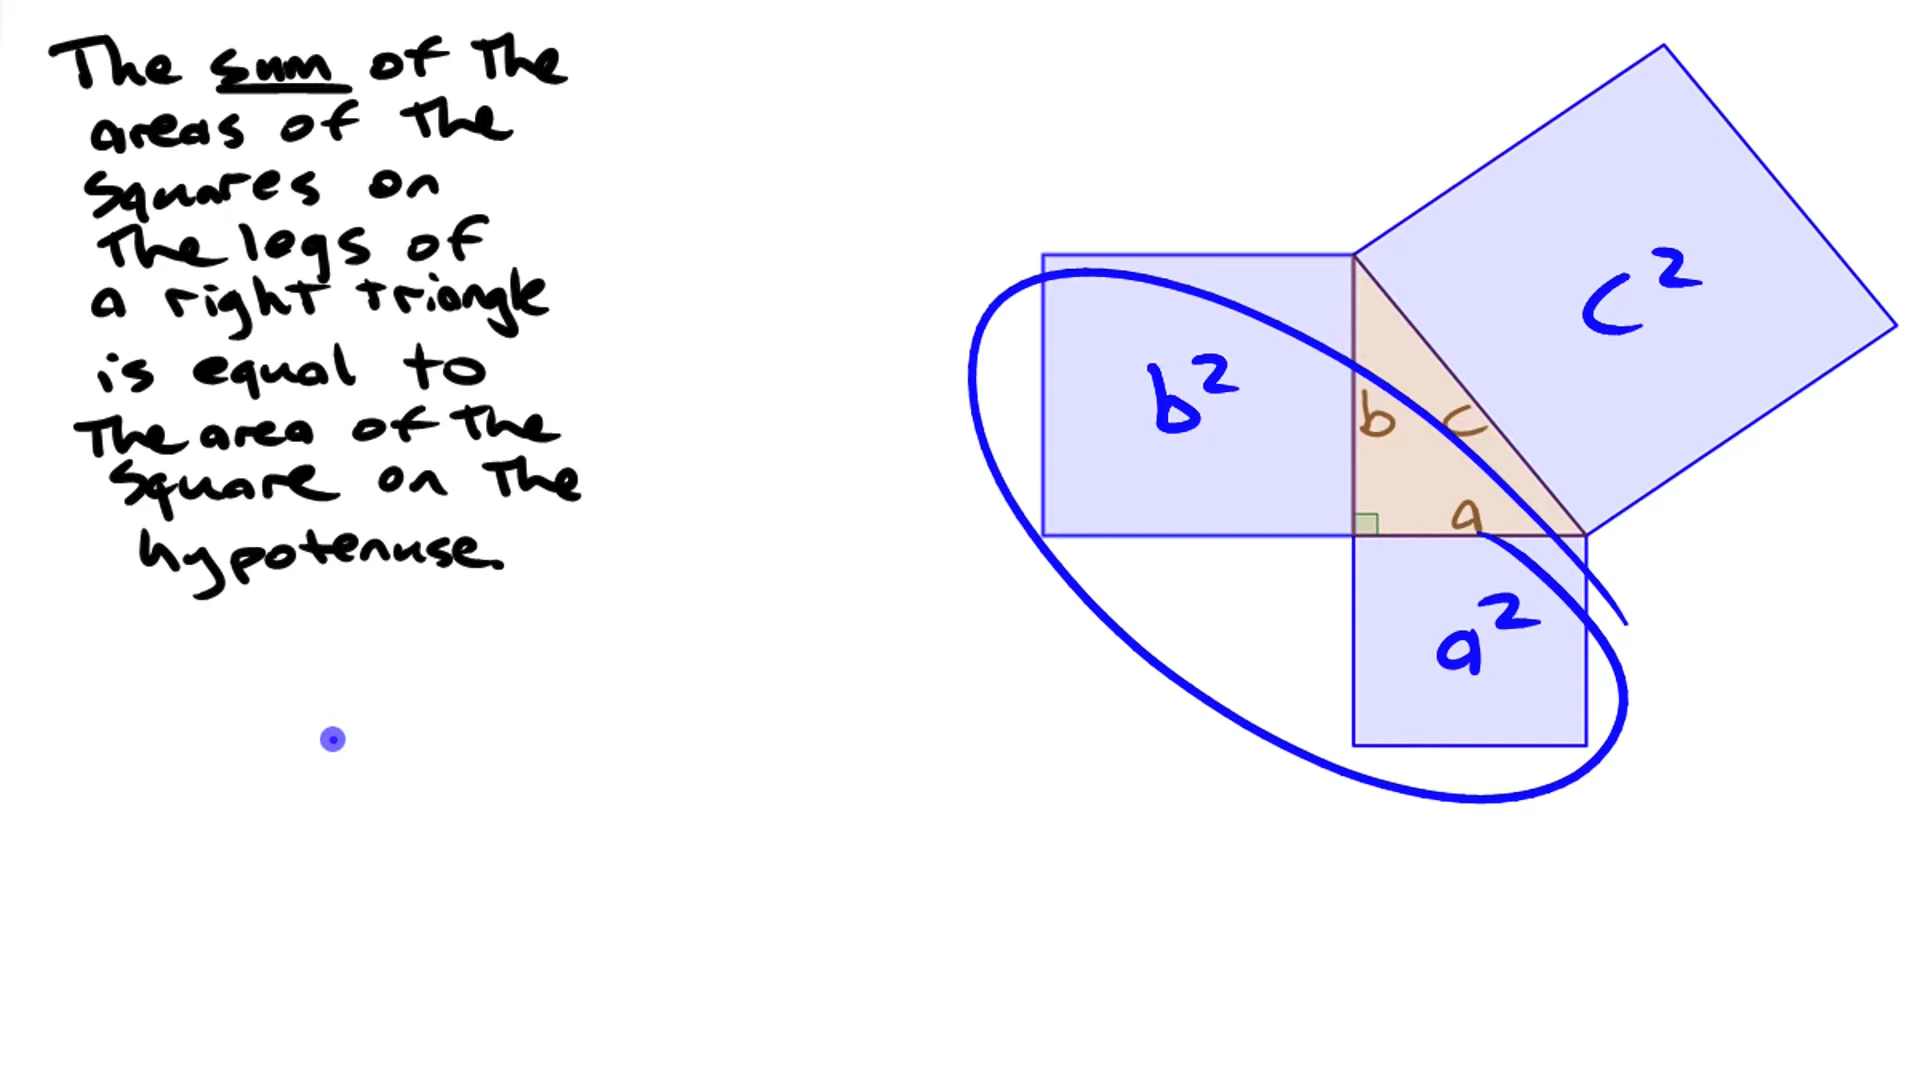 The sum of the
areas of the
squares on
the legs of
a right triangle
is equal to
the area of the
square on the
hypotenuse.
c²
b²
b
c
a
a²